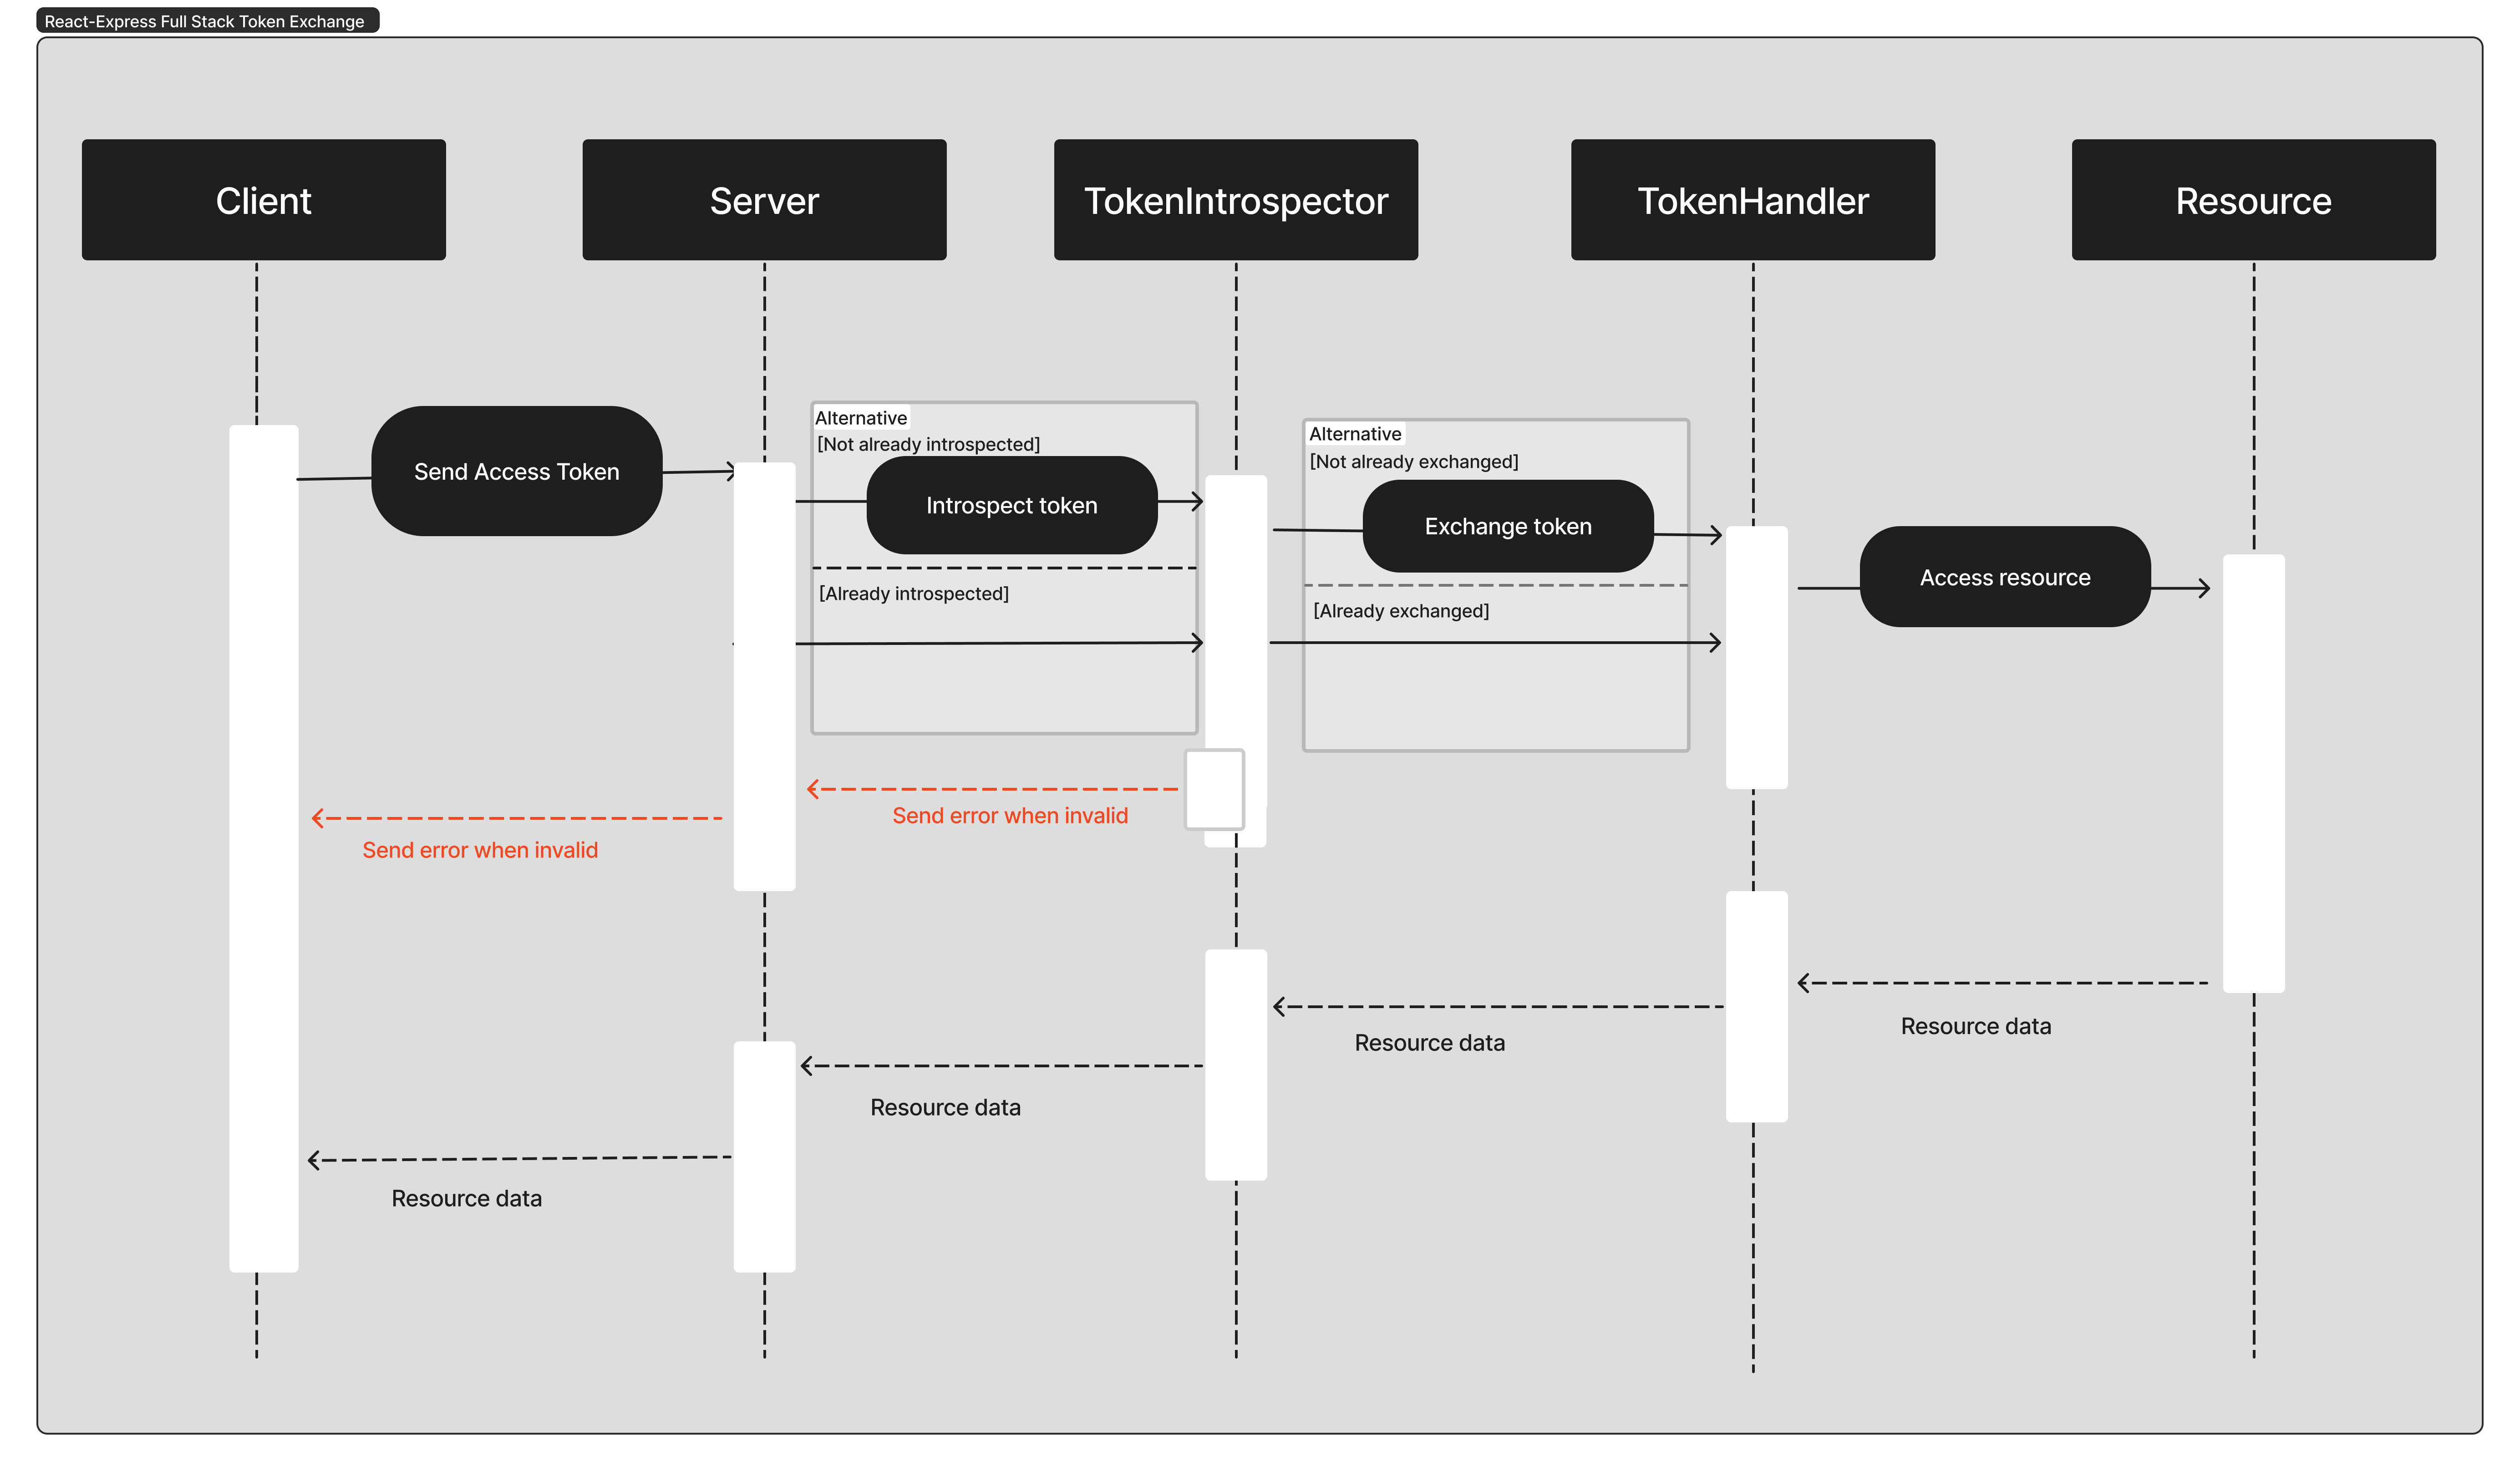 React-Express Full Stack Token Exchange
Client
Server
TokenIntrospector
TokenHandler
Resource
Send Access Token
Alternative
[Not already introspected]
Introspect token
[Already introspected]
Alternative
[Not already exchanged]
Exchange token
[Already exchanged]
Access resource
Send error when invalid
Send error when invalid
Resource data
Resource data
Resource data
Resource data